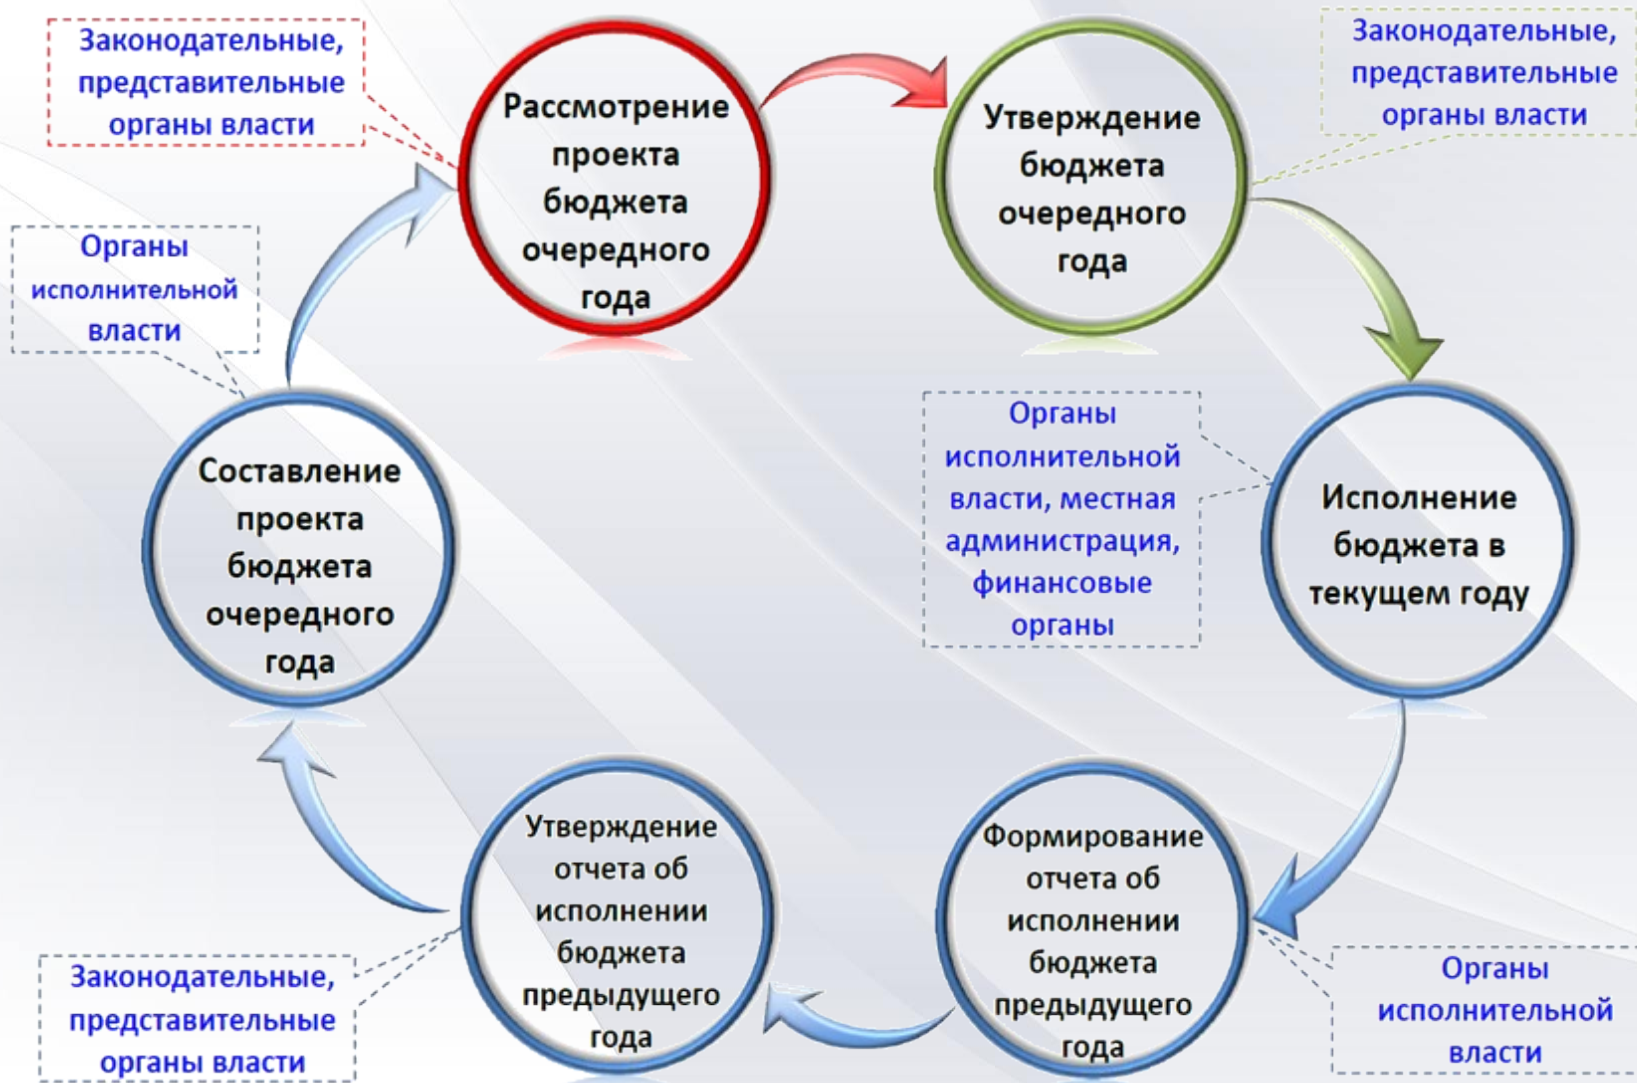 Законодательные,
представительные
органы власти
Рассмотрение
проекта
бюджета
очередного
года
Утверждение
бюджета
очередного
года
Законодательные,
представительные
органы власти
Органы
исполнительной
власти
Составление
проекта
бюджета
очередного
года
Органы
исполнительной
власти, местная
администрация,
финансовые
органы
Исполнение
бюджета в
текущем году
Утверждение
отчета об
исполнении
бюджета
предыдущего
года
Формирование
отчета об
исполнении
бюджета
предыдущего
года
Законодательные,
представительные
органы власти
Органы
исполнительной
власти